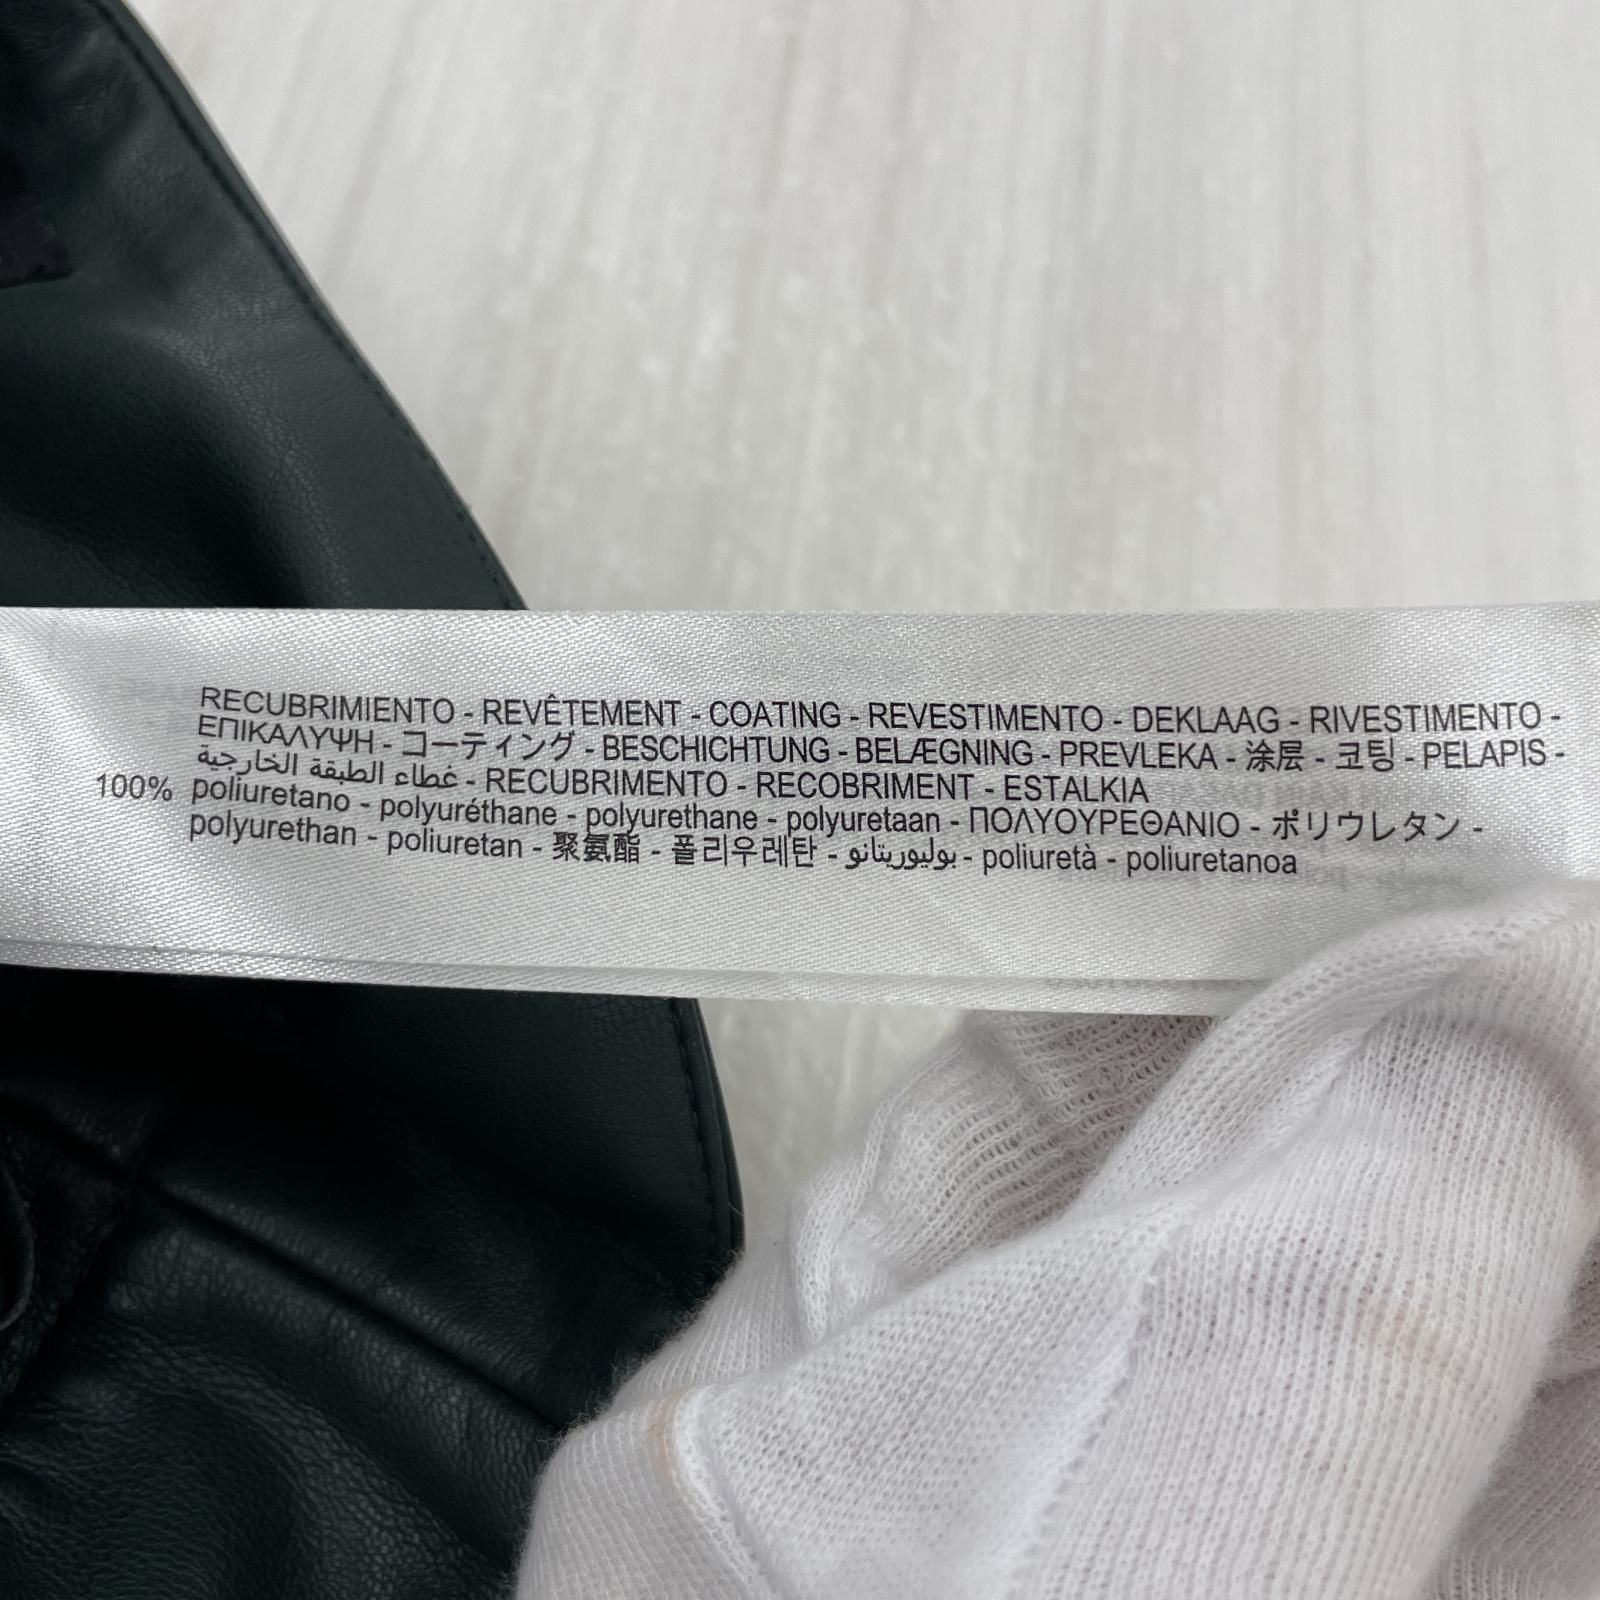 RECUBRIMIENTO - REVÊTEMENT - COATING - REVESTIMENTO - DEKLAAG - RIVESTIMENTO -
ΕΠΙΚΑΛΥΨΗ - コーティング - BESCHICHTUNG - BELÆGNING - PREVLEKA - 涂层 - 코팅 - PELAPIS -
غطاء الطبقة الخارجية - RECUBRIMENTO - RECOBRIMENT - ESTALKIA
100% poliuretano - polyuréthane - polyurethane - polyuretaan - ΠΟΛΥΟΥΡΕΘΑΝΙΟ - ポリウレタン -
polyurethan - poliuretan - 聚氨酯 - 폴리우레탄 - بوليوريتانو - poliuretà - poliuretanoa